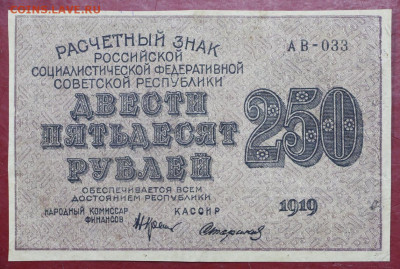 COINS.LAVE.RU
РАСЧЕТНЫЙ ЗНАК
РОССИЙСКОЙ
СОЦИАЛИСТИЧЕСКОЙ ФЕДЕРАТИВНОЙ
СОВЕТСКОЙ РЕСПУБЛИКИ
АВ-033
ДВЕСТИ
ПЯТЬДЕСЯТ
РУБЛЕЙ
250
ОБЕСПЕЧИВАЕТСЯ ВСЕМ
ДОСТОЯНИЕМ РЕСПУБЛИКИ
1919
НАРОДНЫЙ КОМИССАР
ФИНАНСОВ
КАССИР